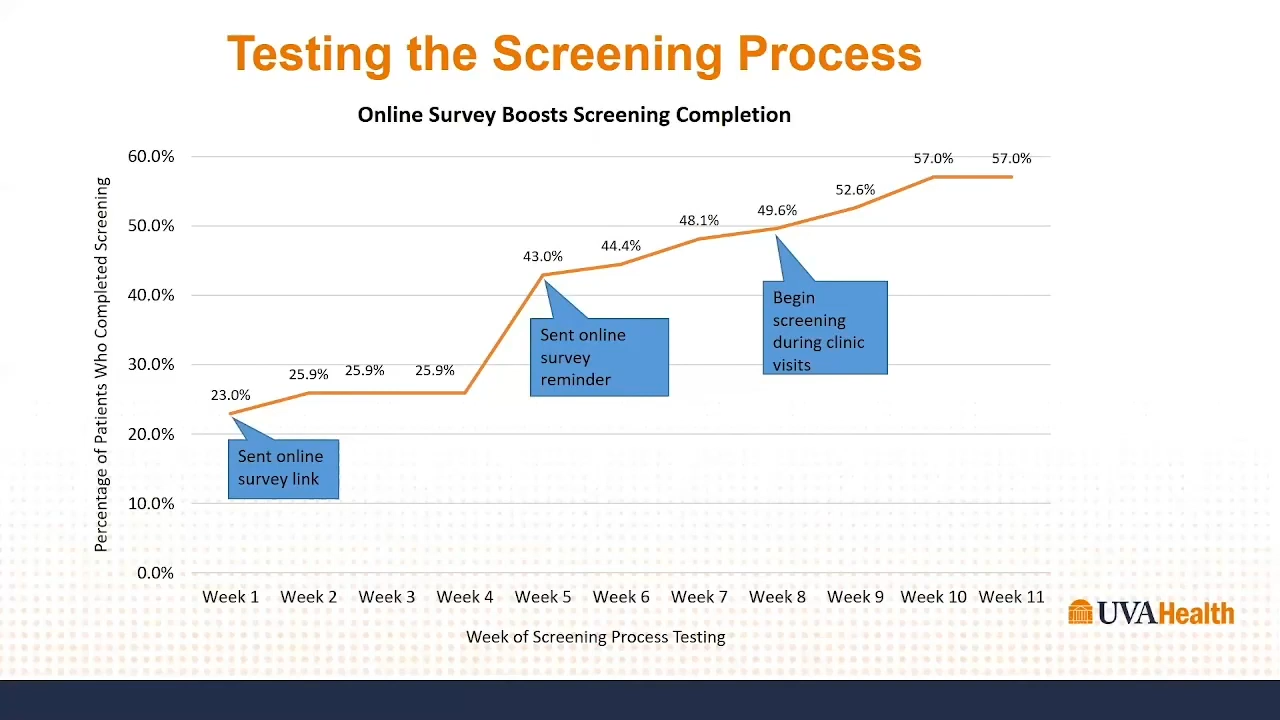 Testing the Screening Process
Online Survey Boosts Screening Completion
Percentage of Patients Who Completed Screening
60.0%
50.0%
40.0%
30.0%
20.0%
10.0%
0.0%
23.0%
25.9%
25.9%
25.9%
43.0%
44.4%
48.1%
49.6%
52.6%
57.0%
57.0%
Sent online
survey link
Sent online
survey
reminder
Begin
screening
during clinic
visits
Week 1 Week 2 Week 3 Week 4 Week 5 Week 6 Week 7 Week 8 Week 9 Week 10 Week 11
Week of Screening Process Testing
UVAHealth